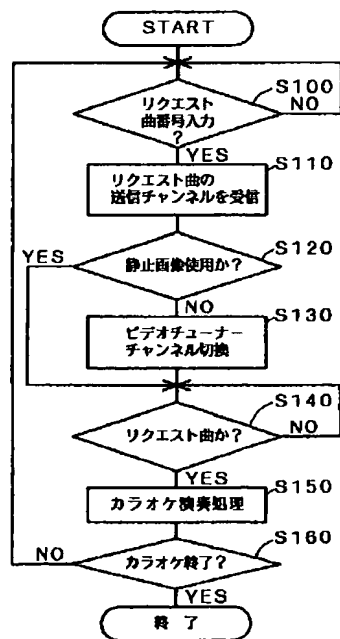 START
S100
リクエスト
曲番号入力
?
NO
YES
S110
リクエスト曲の
送信チャンネルを受信
S120
YES
静止画像使用か?
NO
S130
ビデオチューナー
チャンネル切換
S140
リクエスト曲か?
NO
YES
S150
カラオケ演奏処理
S160
NO
カラオケ終了?
YES
終了